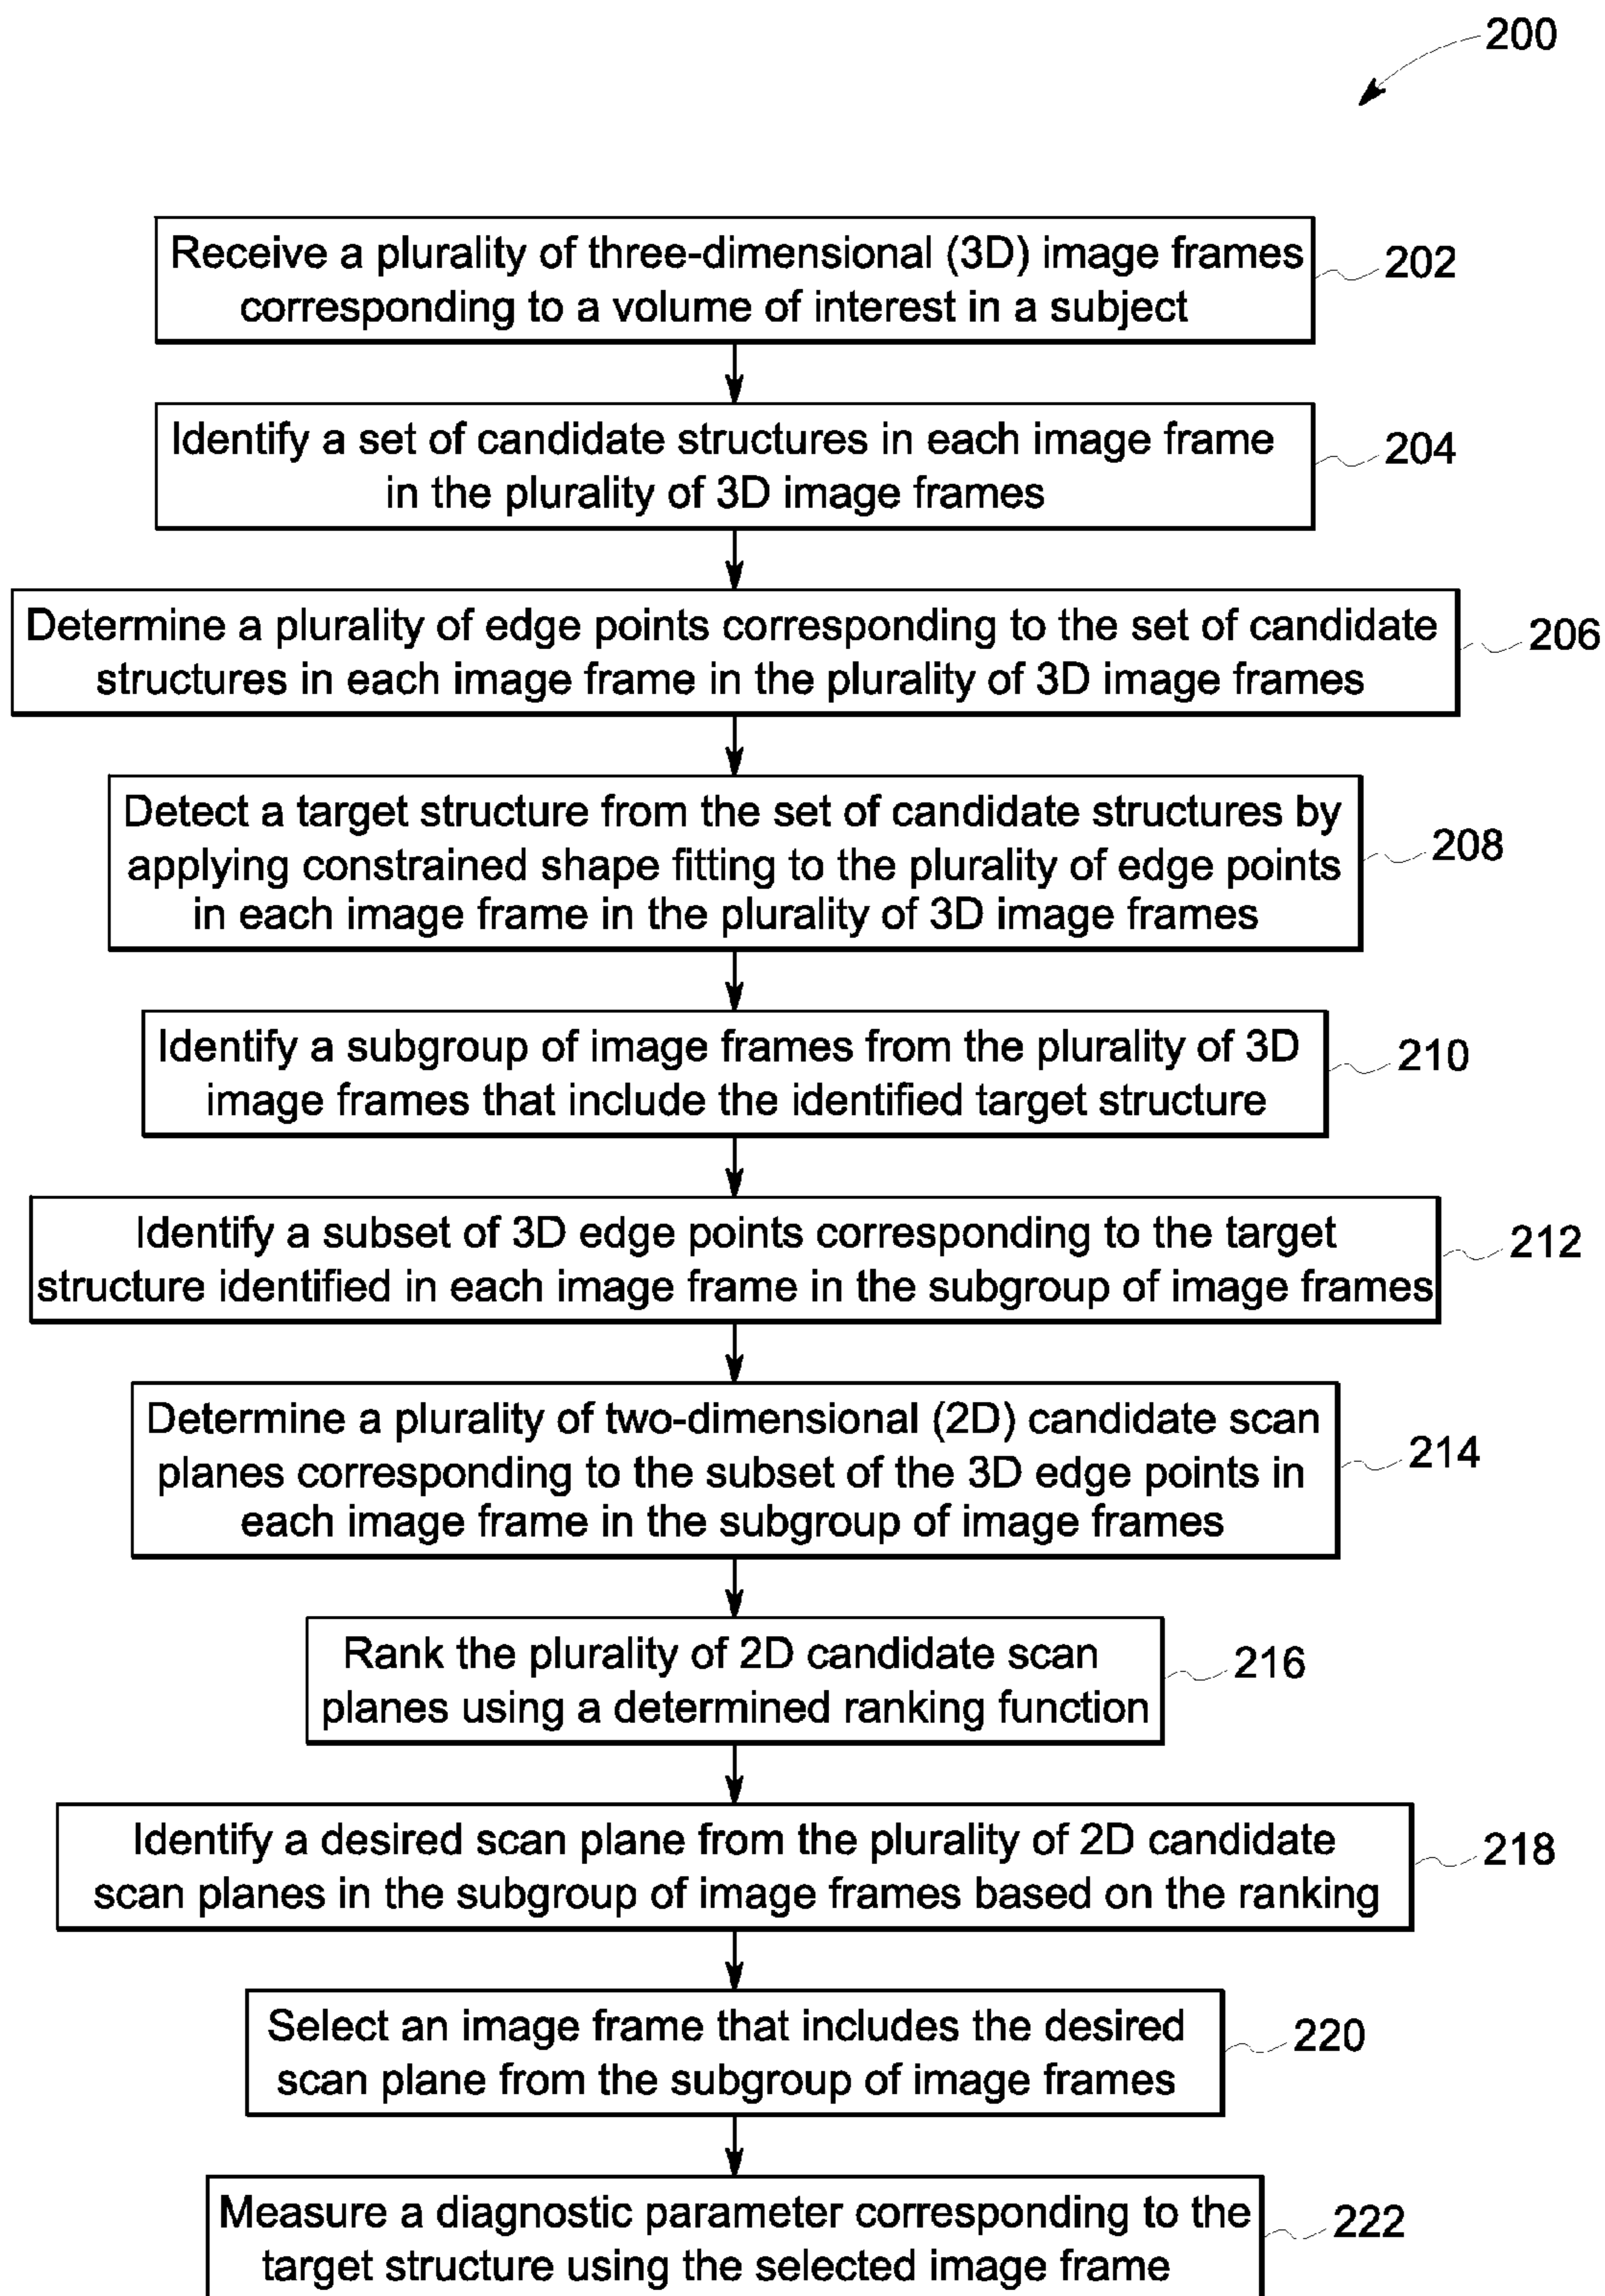 200
Receive a plurality of three-dimensional (3D) image frames
corresponding to a volume of interest in a subject
202
Identify a set of candidate structures in each image frame
in the plurality of 3D image frames
204
Determine a plurality of edge points corresponding to the set of candidate
structures in each image frame in the plurality of 3D image frames
206
Detect a target structure from the set of candidate structures by
applying constrained shape fitting to the plurality of edge points
in each image frame in the plurality of 3D image frames
208
Identify a subgroup of image frames from the plurality of 3D
image frames that include the identified target structure
210
Identify a subset of 3D edge points corresponding to the target
structure identified in each image frame in the subgroup of image frames
212
Determine a plurality of two-dimensional (2D) candidate scan
planes corresponding to the subset of the 3D edge points in
each image frame in the subgroup of image frames
214
Rank the plurality of 2D candidate scan
planes using a determined ranking function
216
Identify a desired scan plane from the plurality of 2D candidate
scan planes in the subgroup of image frames based on the ranking
218
Select an image frame that includes the desired
scan plane from the subgroup of image frames
220
Measure a diagnostic parameter corresponding to the
target structure using the selected image frame
222